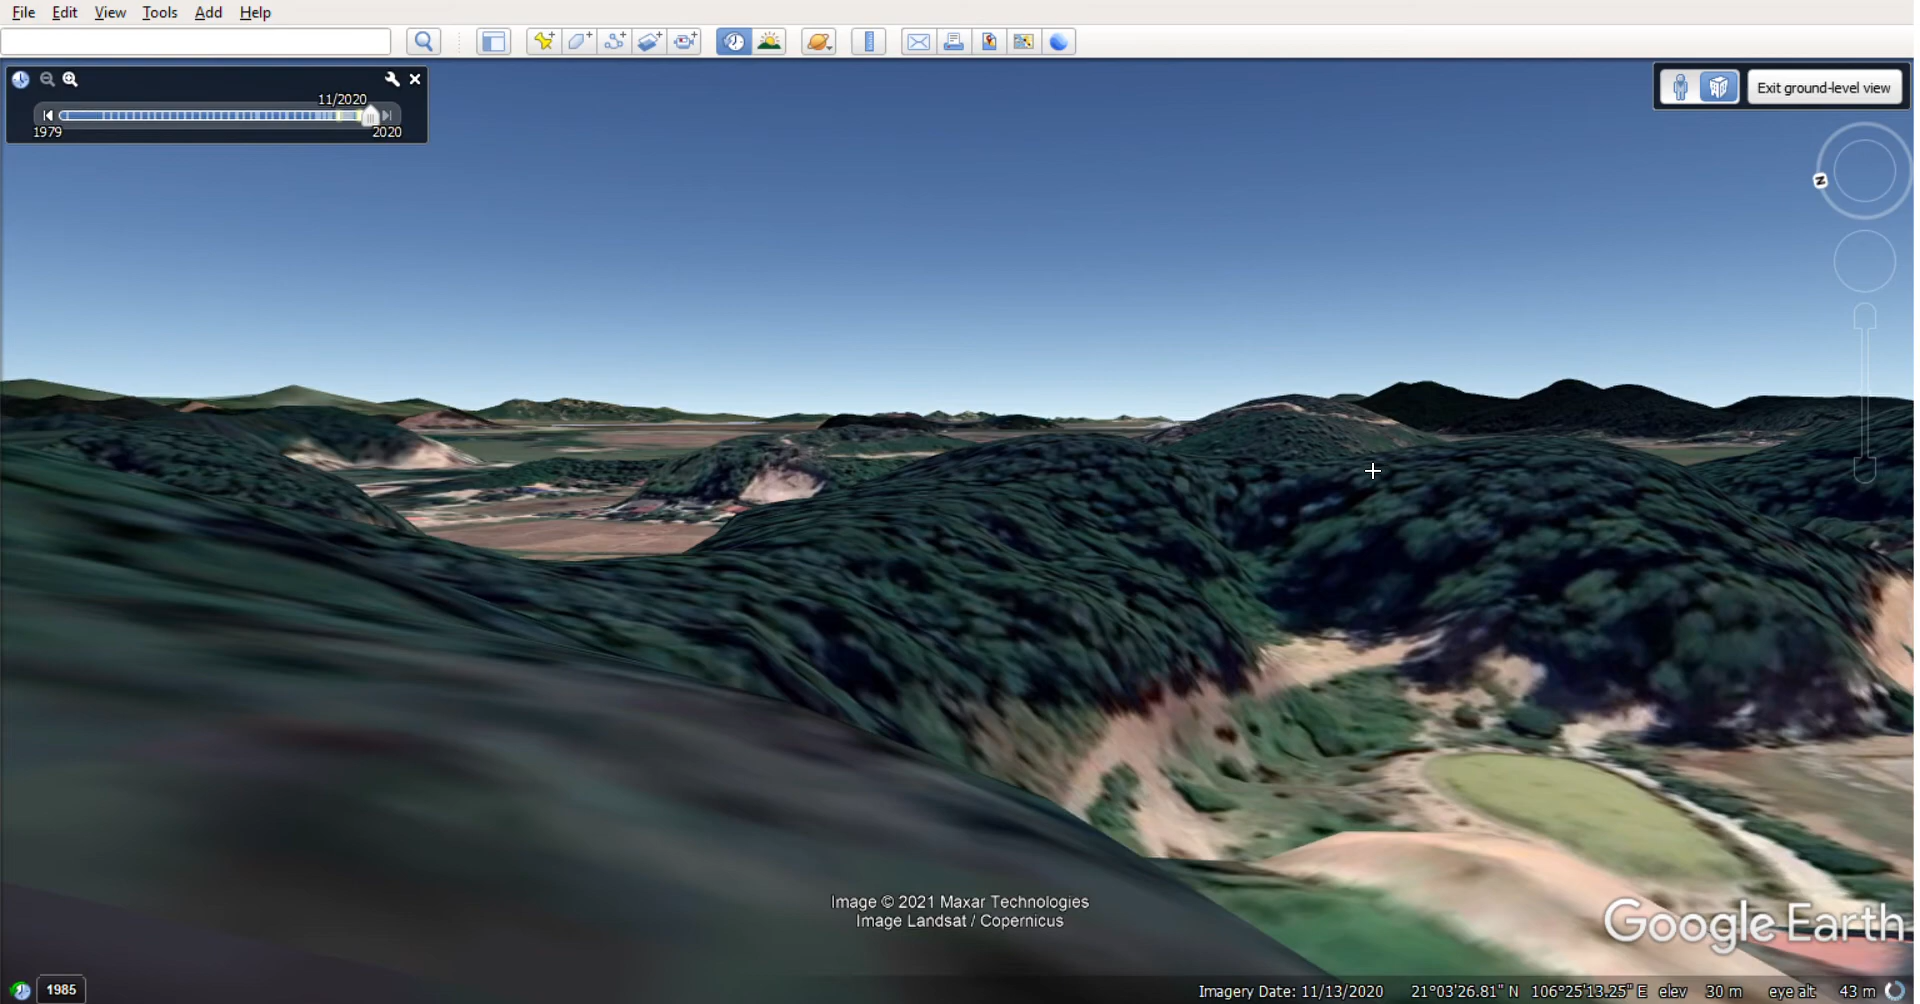 File Edit View Tools Add Help
11/2020
1979 2020
Exit ground-level view
N
Image © 2021 Maxar Technologies
Image Landsat / Copernicus
Google Earth
1985
Imagery Date: 11/13/2020 21°03'26.81" N 106°25'13.25" E elev 30 m eye alt 43 m